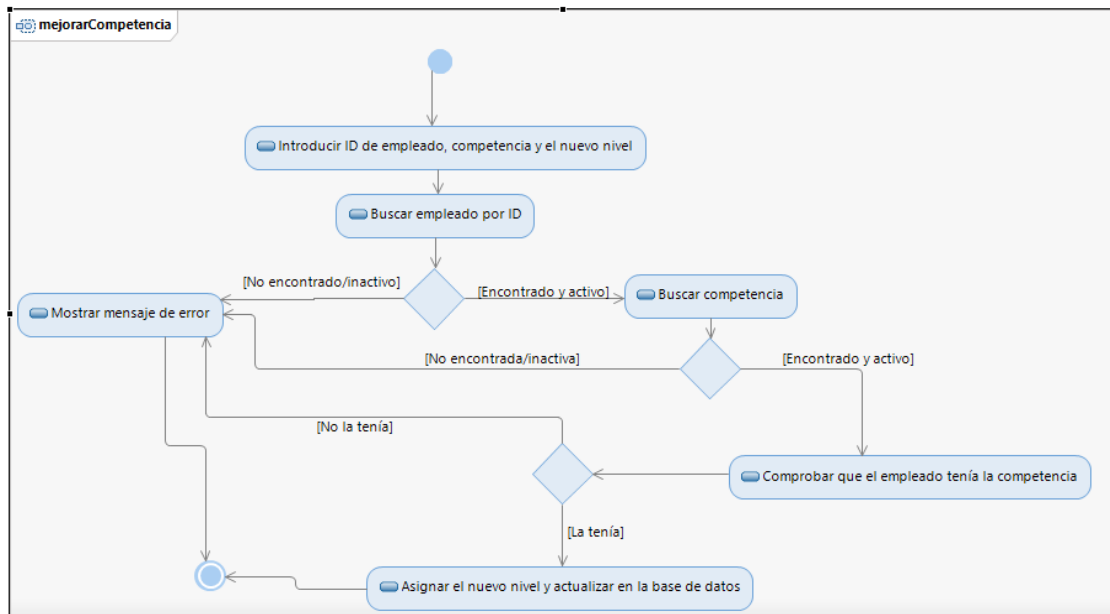 mejorarCompetencia
Introducir ID de empleado, competencia y el nuevo nivel
Buscar empleado por ID
[No encontrado/inactivo]
[Encontrado y activo]
Buscar competencia
Mostrar mensaje de error
[No encontrada/inactiva]
[Encontrado y activo]
[No la tenía]
Comprobar que el empleado tenía la competencia
[La tenía]
Asignar el nuevo nivel y actualizar en la base de datos